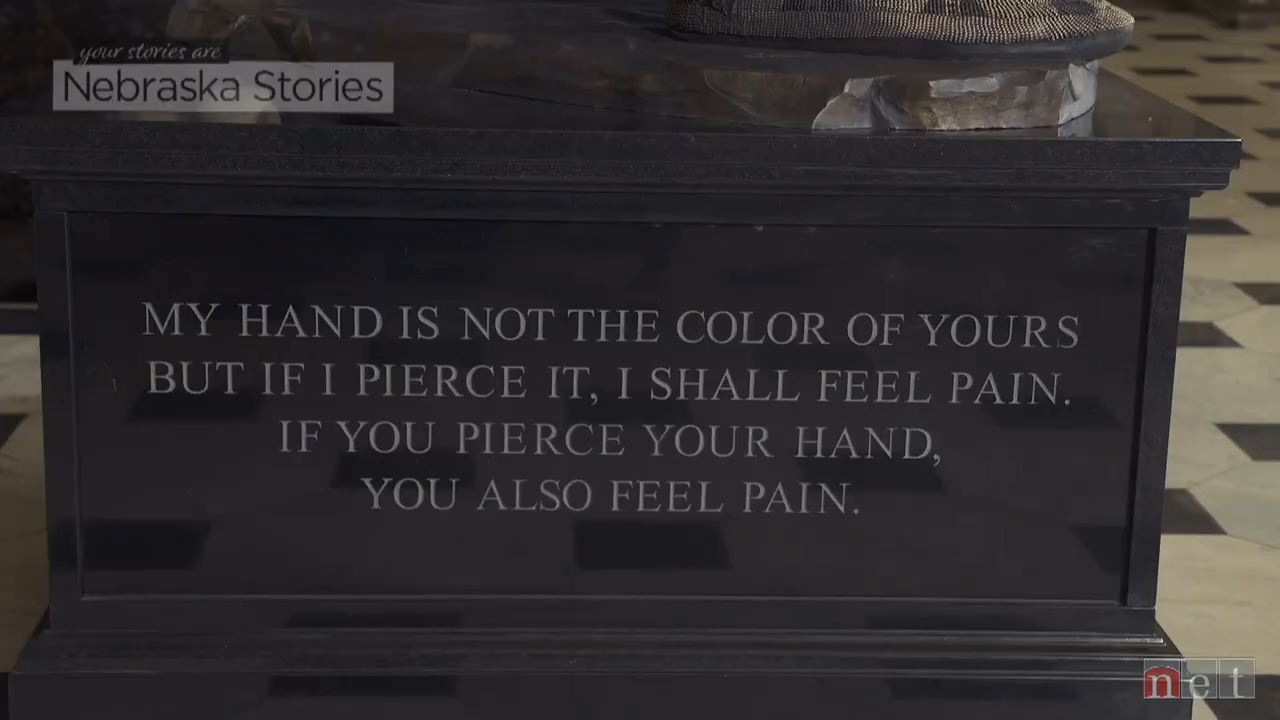 your stories are
Nebraska Stories
MY HAND IS NOT THE COLOR OF YOURS
BUT IF I PIERCE IT, I SHALL FEEL PAIN.
IF YOU PIERCE YOUR HAND,
YOU ALSO FEEL PAIN.
net